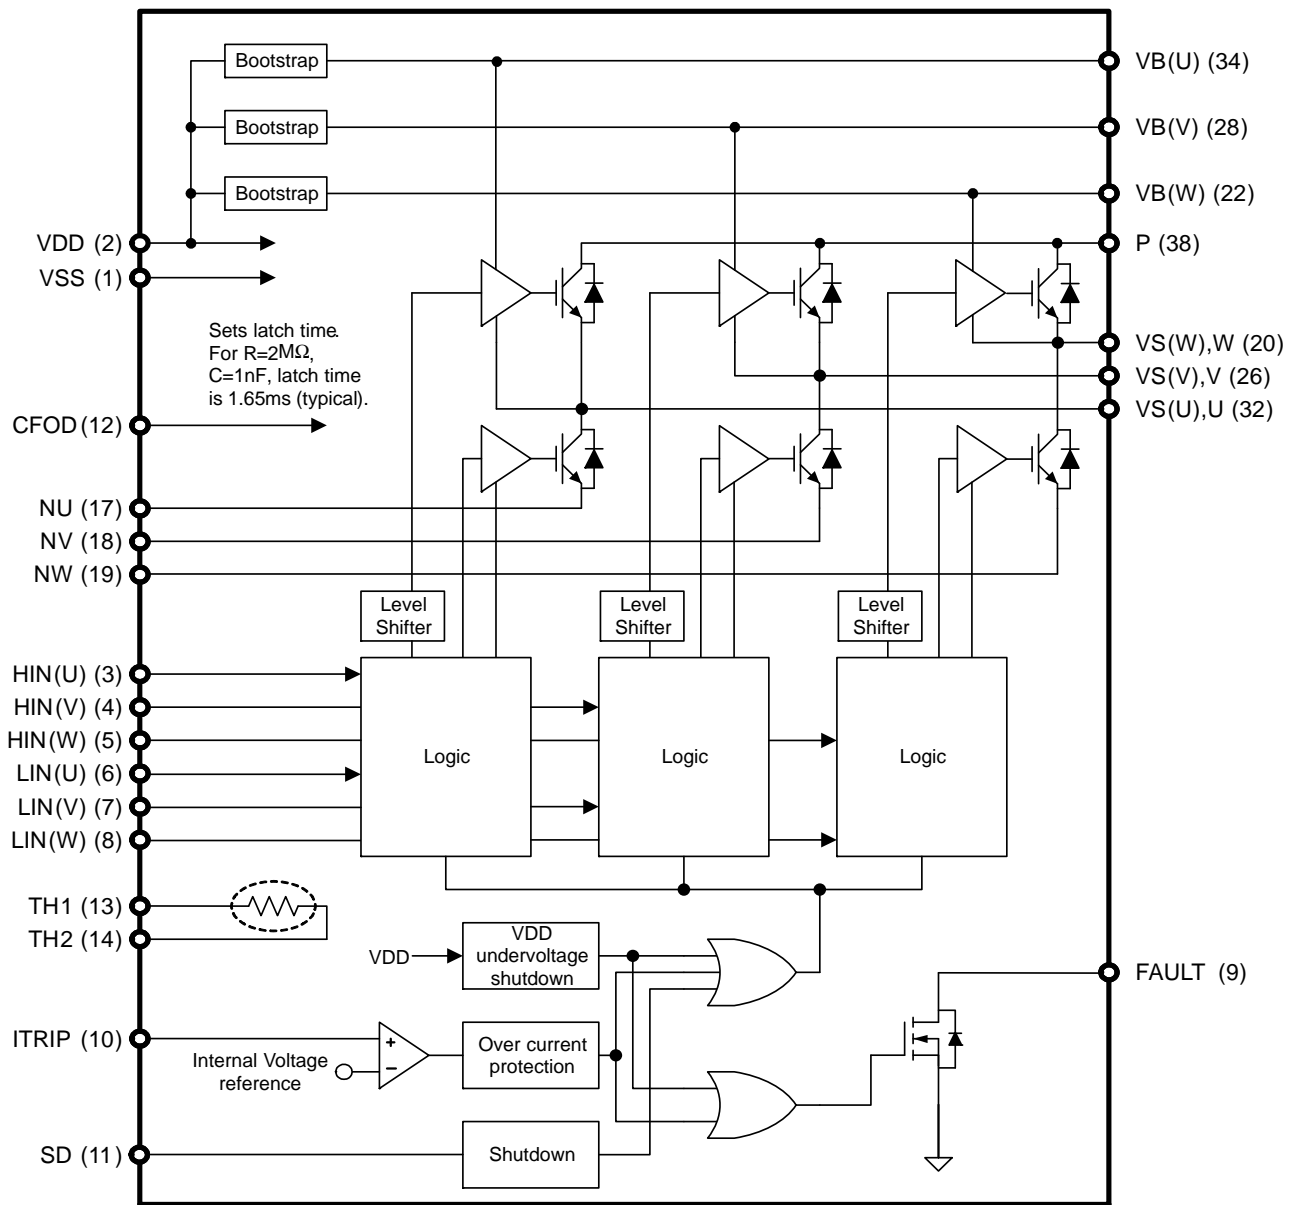 Bootstrap
VB(U) (34)
Bootstrap
VB(V) (28)
Bootstrap
VB(W) (22)
VDD (2)
P (38)
VSS (1)
Sets latch time.
For R=2MΩ,
C=1nF, latch time
is 1.65ms (typical).
VS(W),W (20)
VS(V),V (26)
VS(U),U (32)
CFOD(12)
NU (17)
NV (18)
NW (19)
Level
Shifter
Level
Shifter
Level
Shifter
HIN(U) (3)
HIN(V) (4)
HIN(W) (5)
LIN(U) (6)
LIN(V) (7)
LIN(W) (8)
Logic
Logic
Logic
TH1 (13)
TH2 (14)
VDD
VDD
undervoltage
shutdown
FAULT (9)
ITRIP (10)
+
−
Internal Voltage
reference
Over current
protection
SD (11)
Shutdown